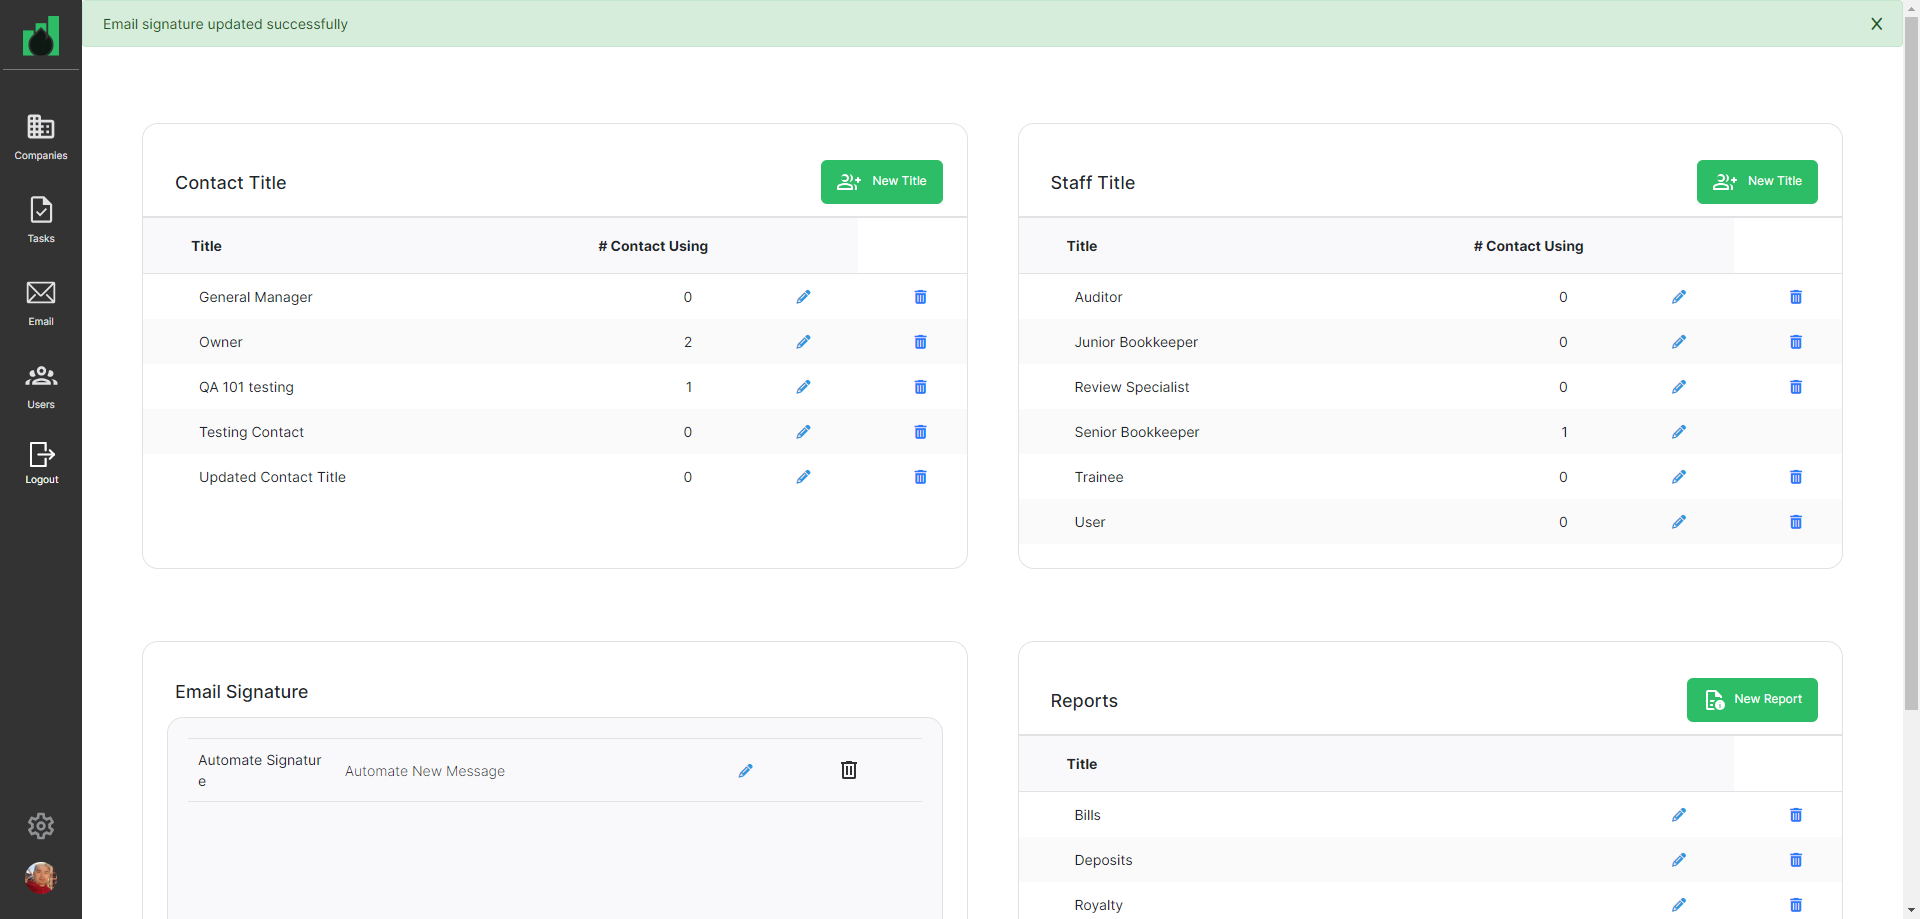 Email signature updated successfully
Companies
Tasks
Email
Users
Logout
Contact Title
New Title
Title # Contact Using
General Manager 0
Owner 2
QA 101 testing 1
Testing Contact 0
Updated Contact Title 0
Staff Title
New Title
Title # Contact Using
Auditor 0
Junior Bookkeeper 0
Review Specialist 0
Senior Bookkeeper 1
Trainee 0
User 0
Email Signature
Automate Signatur
e
Automate New Message
Reports
New Report
Title
Bills
Deposits
Royalty